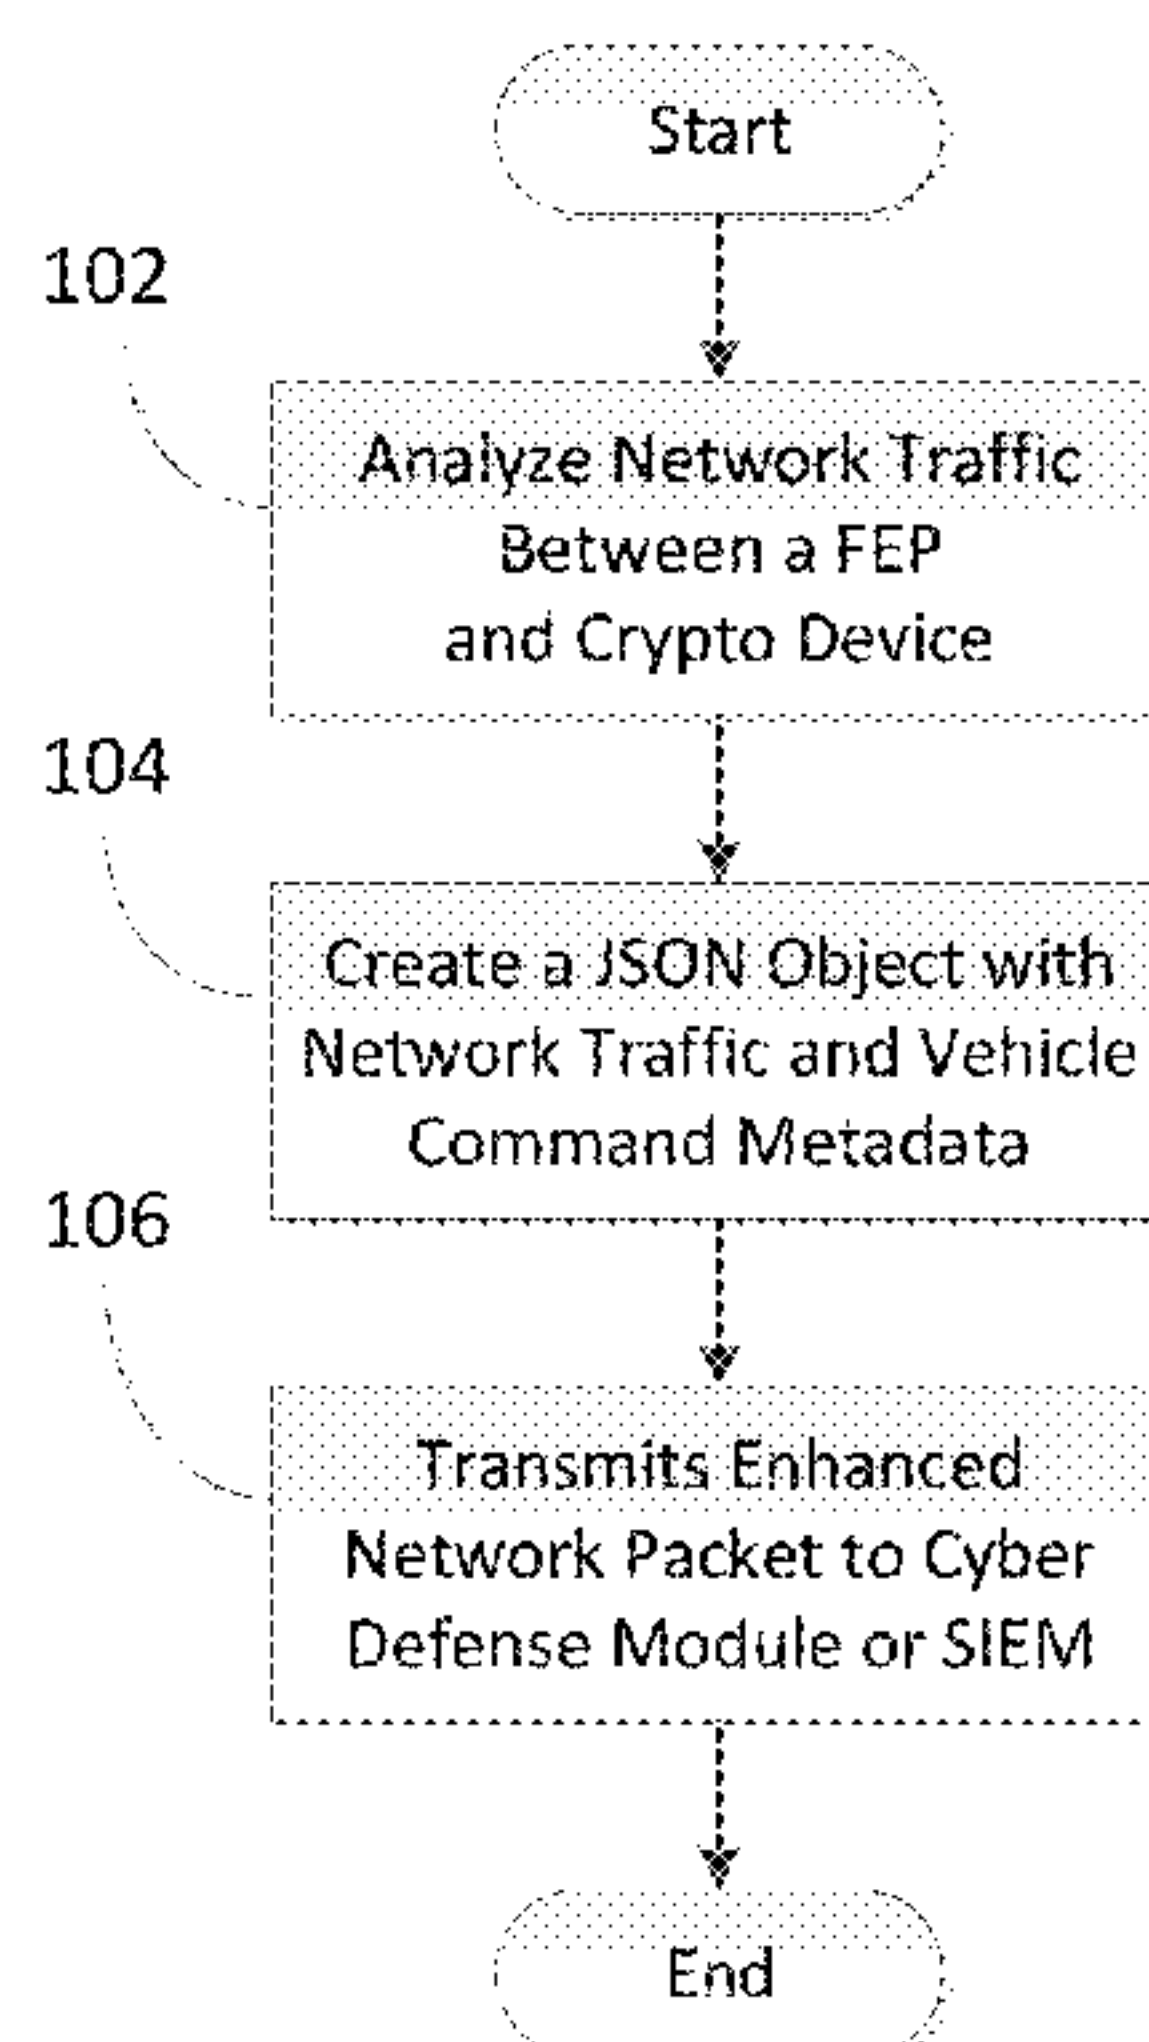 Start
102
Analyze Network Traffic
Between a FEP
and Crypto Device
104
Create a JSON Object with
Network Traffic and Vehicle
Command Metadata
106
Transmits Enhanced
Network Packet to Cyber
Defense Module or SIEM
End